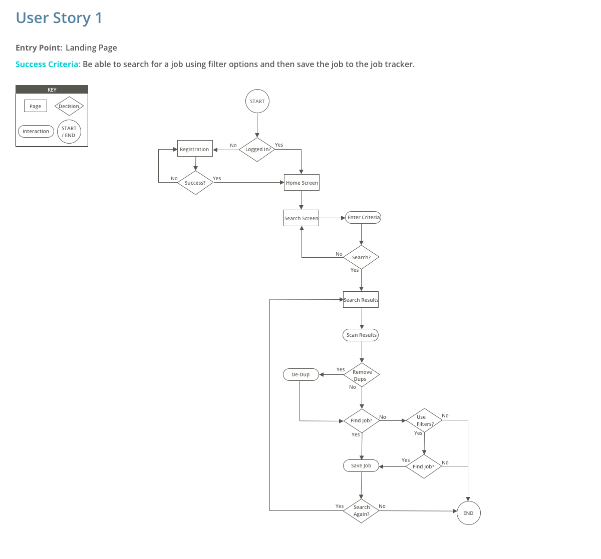 User Story 1
Entry Point: Landing Page
Success Criteria: Be able to search for a job using filter options and then save the job to the job tracker.
KEY
Page
Decision
Interaction
START
/ END
START
Logged In?
No
Yes
Registration
Success?
No
Yes
Home Screen
Search Screen
Enter Criteria
Search?
No
Yes
Search Results
Scan Results
Remove
Dups
Yes
No
De-Dup
Find Job?
No
Yes
Use
Filters?
No
Yes
Find Job?
Yes
No
Save Job
Search
Again?
Yes
No
END